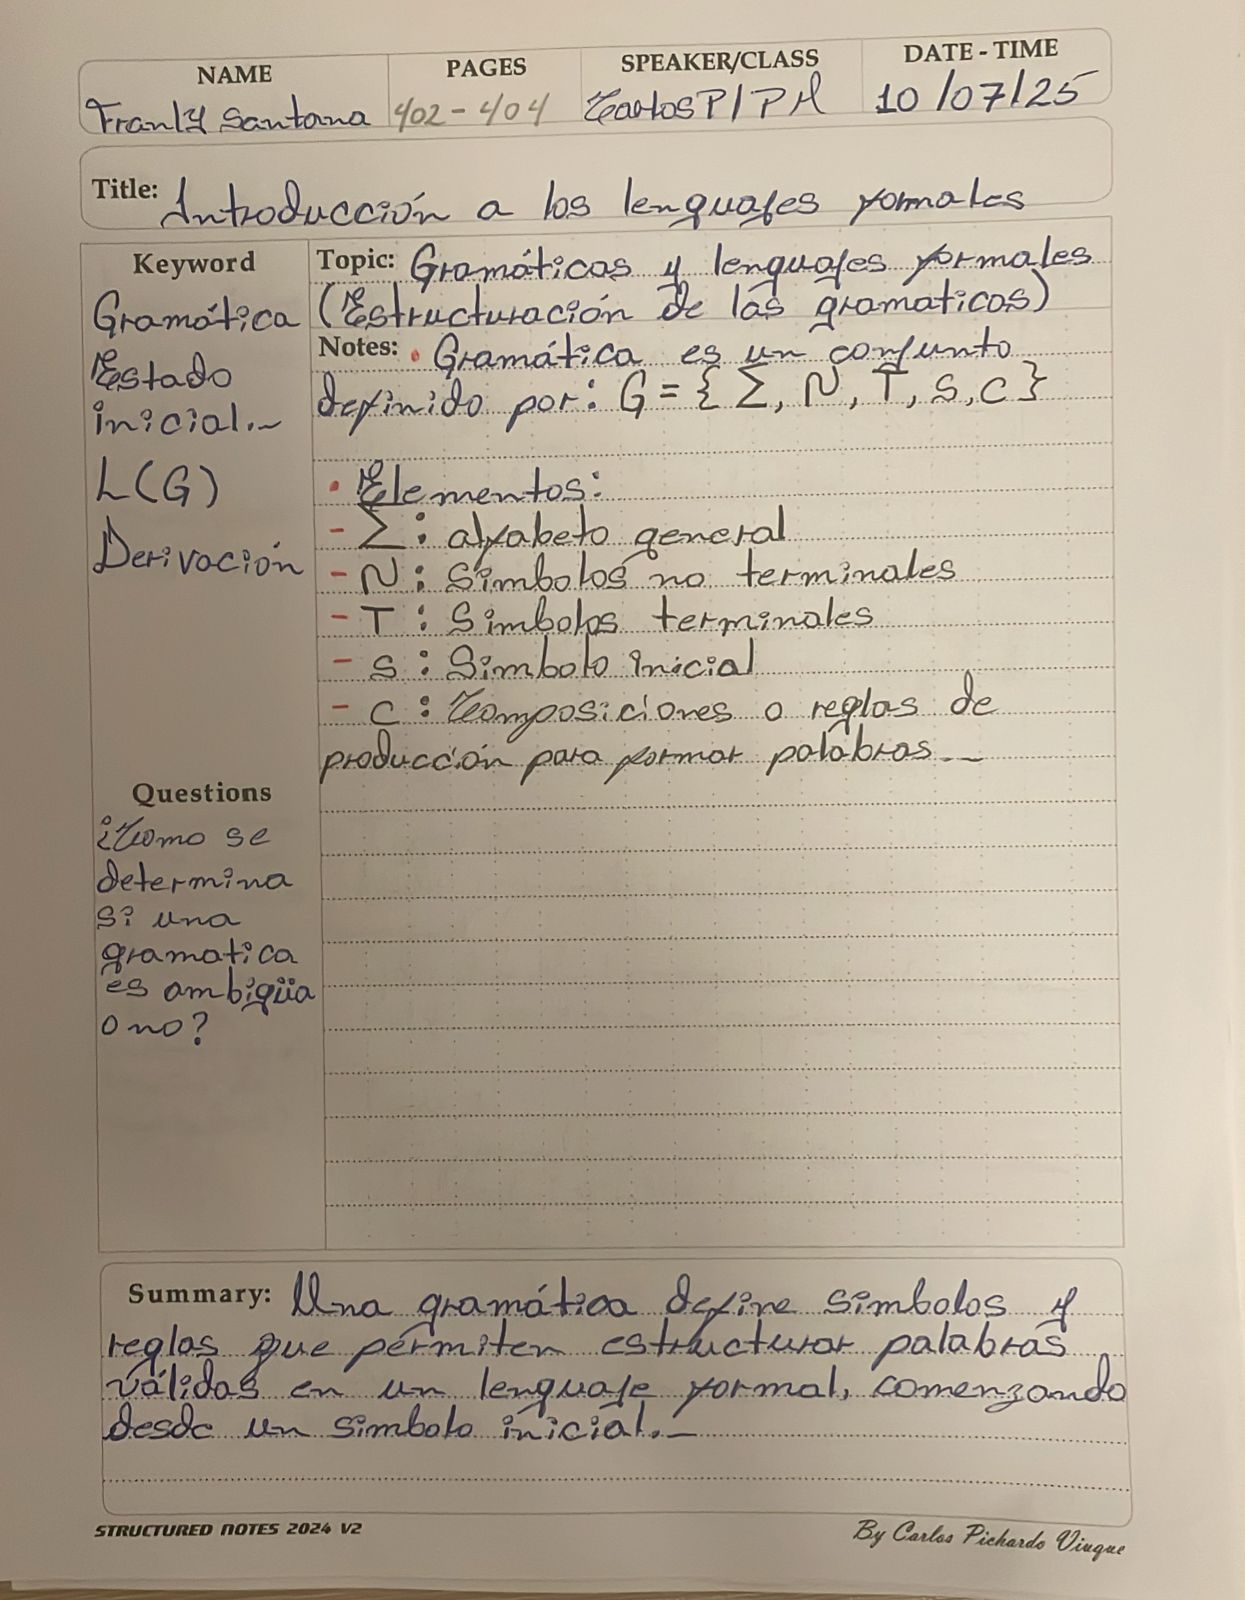 NAME PAGES SPEAKER/CLASS DATE - TIME
Franly Santana 402-404 Carlos P/PA 10/07/25
Title: Introducción a los lenguajes formales
Keyword
Gramática
Estado
inicial.~
L(G)
Derivación
Topic: Gramáticas y lenguajes formales
(Estructuración de las gramaticas)
Notes: • Gramática es un conjunto
definido por: G = { Σ, N, T, S, C }
• Elementos:
- Σ: alfabeto general
- N: Simbolos no terminales
- T: Simbolos terminales
- S: Simbolo inicial
- C: Composiciones o reglas de
producción para formar palabras.~
Questions
¿Como se
determina
si una
gramatica
es ambigüa
o no?
Summary: Una gramática define simbolos y
reglas que permiten estructurar palabras
válidas en un lenguaje formal, comenzando
desde un simbolo inicial.~
STRUCTURED NOTES 2024 V2
By Carlos Pichardo Viuque